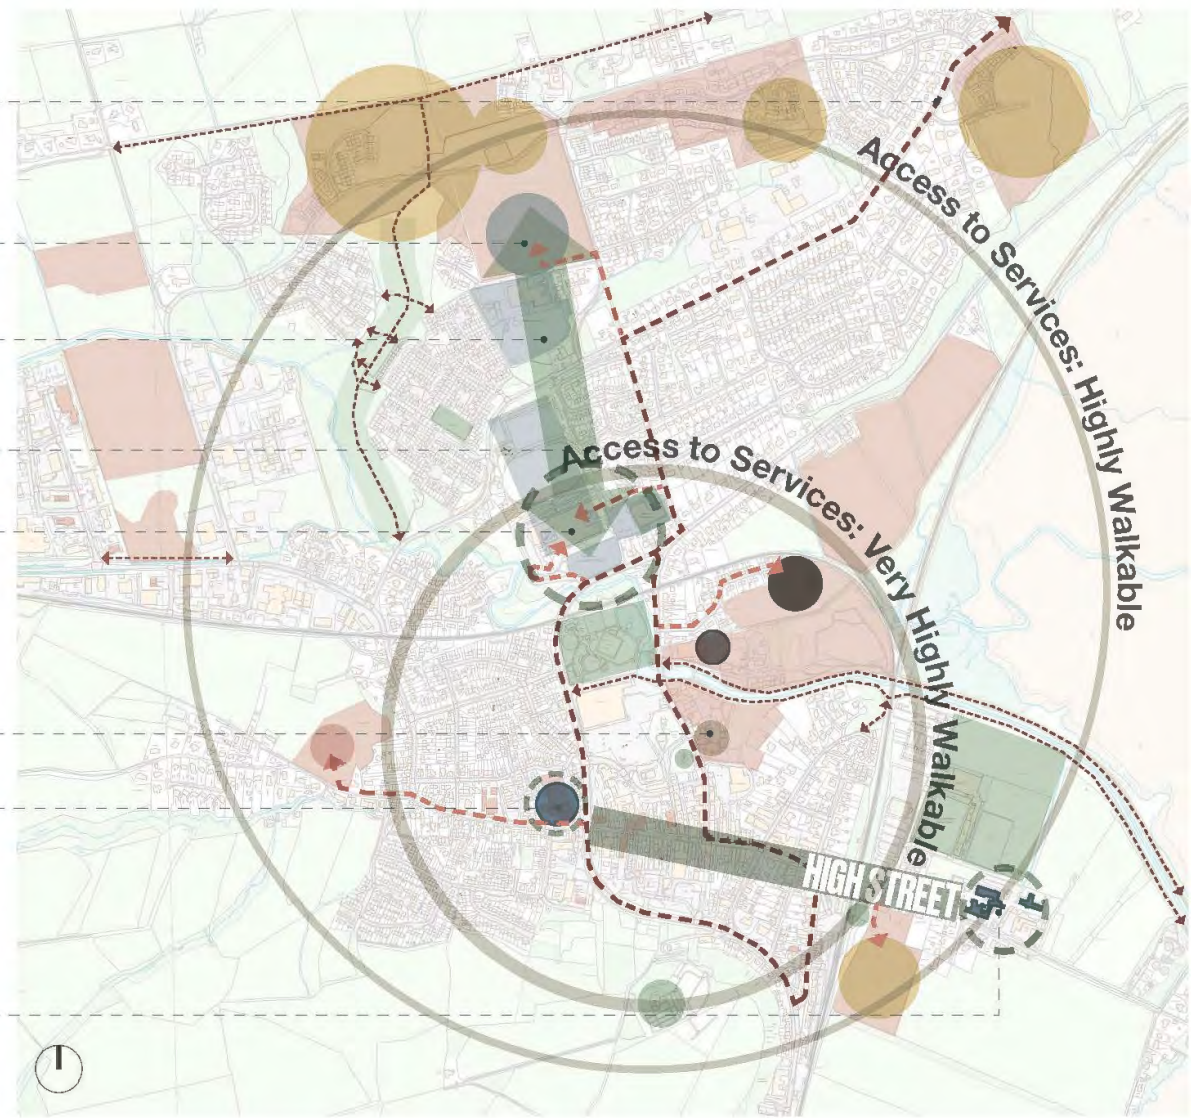 Access to Services: Highly Walkable
Access to Services: Very Highly Walkable
HIGH STREET